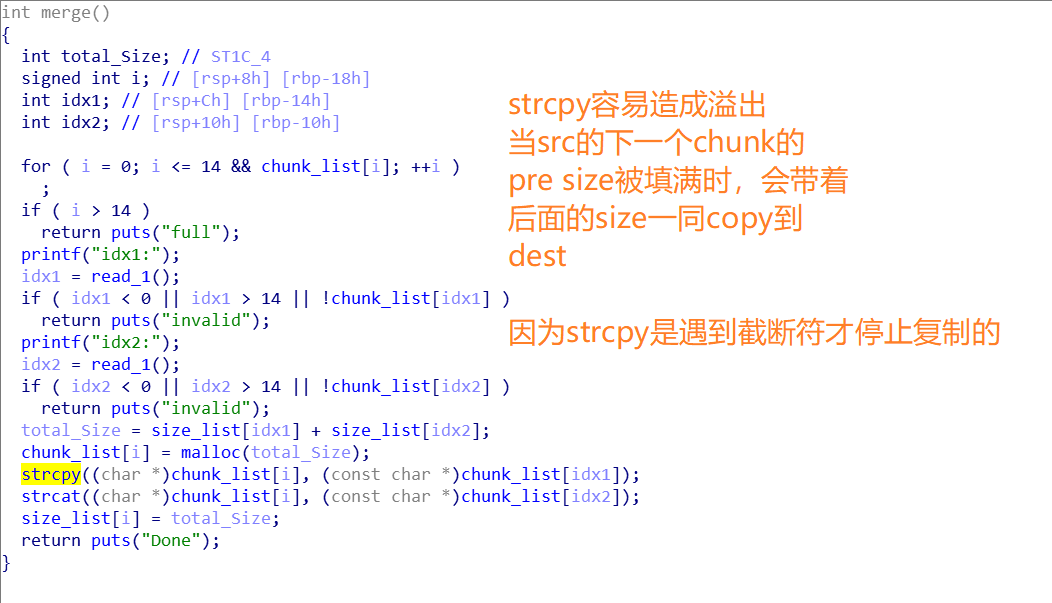 int merge()
{
  int total_Size; // ST1C_4
  signed int i; // [rsp+8h] [rbp-18h]
  int idx1; // [rsp+Ch] [rbp-14h]
  int idx2; // [rsp+10h] [rbp-10h]
  for ( i = 0; i <= 14 && chunk_list[i]; ++i )
    ;
  if ( i > 14 )
    return puts("full");
  printf("idx1:");
  idx1 = read_1();
  if ( idx1 < 0 || idx1 > 14 || !chunk_list[idx1] )
    return puts("invalid");
  printf("idx2:");
  idx2 = read_1();
  if ( idx2 < 0 || idx2 > 14 || !chunk_list[idx2] )
    return puts("invalid");
  total_Size = size_list[idx1] + size_list[idx2];
  chunk_list[i] = malloc(total_Size);
  strcpy((char *)chunk_list[i], (const char *)chunk_list[idx1]);
  strcat((char *)chunk_list[i], (const char *)chunk_list[idx2]);
  size_list[i] = total_Size;
  return puts("Done");
}
strcpy容易造成溢出
当src的下一个chunk的
pre size被填满时，会带着
后面的size一同copy到
dest
因为strcpy是遇到截断符才停止复制的